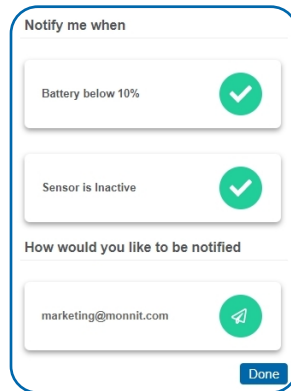 Notify me when
Battery below 10%
Sensor is Inactive
How would you like to be notified
marketing@monnit.com
Done